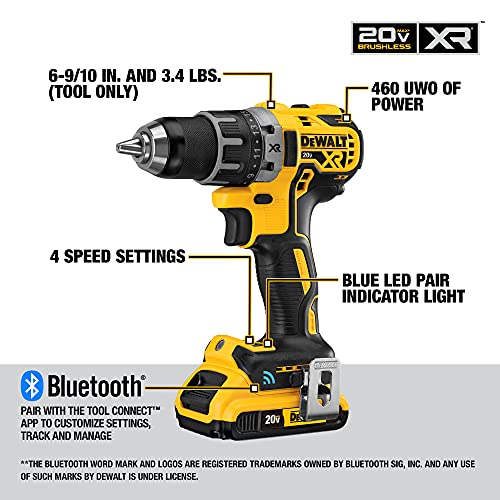 20V MAX
BRUSHLESS
XR
6-9/10 IN. AND 3.4 LBS.
(TOOL ONLY)
460 UWO OF
POWER
DEWALT
20V
XR
XR
4 SPEED SETTINGS
BLUE LED PAIR
INDICATOR LIGHT
Bluetooth®
PAIR WITH THE TOOL CONNECT™
APP TO CUSTOMIZE SETTINGS,
TRACK AND MANAGE
20V
**THE BLUETOOTH WORD MARK AND LOGOS ARE REGISTERED TRADEMARKS OWNED BY BLUETOOTH SIG, INC. AND ANY USE
OF SUCH MARKS BY DEWALT IS UNDER LICENSE.